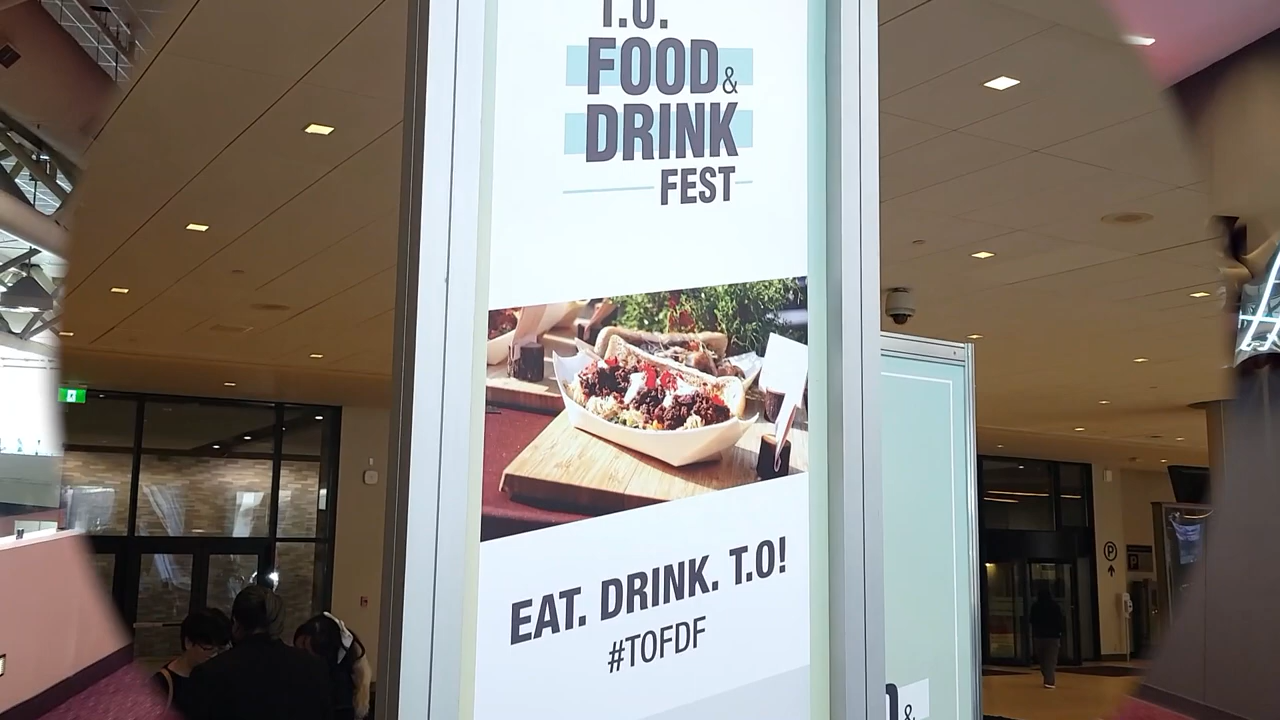 T.O.
FOOD &
DRINK
FEST
EAT. DRINK. T.O!
#TOFDF
P
P
&